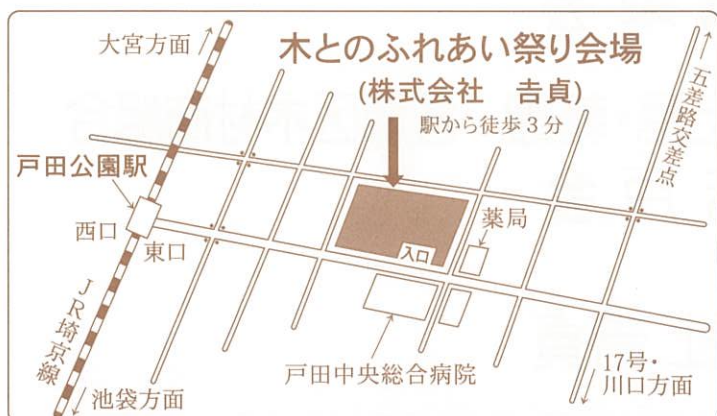 大宮方面
木とのふれあい祭り会場
(株式会社 𠮷貞)
駅から徒歩3分
五差路交差点
戸田公園駅
西口
東口
薬局
入口
JR埼京線
戸田中央総合病院
17号・
川口方面
池袋方面